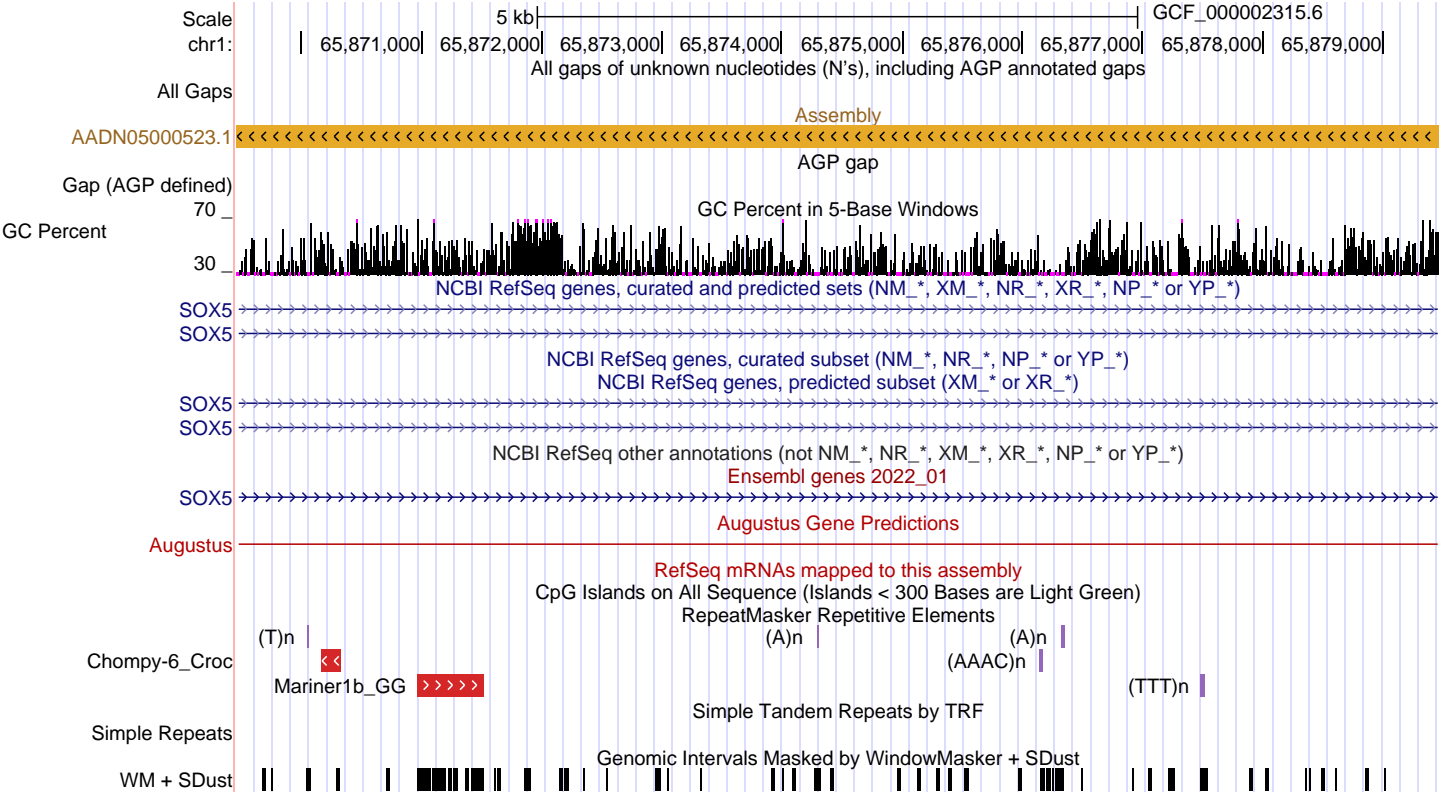 Scale 5 kb GCF_000002315.6
chr1: 65,871,000 65,872,000 65,873,000 65,874,000 65,875,000 65,876,000 65,877,000 65,878,000 65,879,000
All gaps of unknown nucleotides (N's), including AGP annotated gaps
All Gaps
Assembly
AADN05000523.1
AGP gap
Gap (AGP defined)
70 _
GC Percent in 5-Base Windows
GC Percent
30 _
NCBI RefSeq genes, curated and predicted sets (NM_*, XM_*, NR_*, XR_*, NP_* or YP_*)
SOX5
SOX5
NCBI RefSeq genes, curated subset (NM_*, NR_*, NP_* or YP_*)
NCBI RefSeq genes, predicted subset (XM_* or XR_*)
SOX5
SOX5
NCBI RefSeq other annotations (not NM_*, NR_*, XM_*, XR_*, NP_* or YP_*)
Ensembl genes 2022_01
SOX5
Augustus Gene Predictions
Augustus
RefSeq mRNAs mapped to this assembly
CpG Islands on All Sequence (Islands < 300 Bases are Light Green)
RepeatMasker Repetitive Elements
(T)n (A)n (A)n
Chompy-6_Croc (AAAC)n
Mariner1b_GG (TTT)n
Simple Tandem Repeats by TRF
Simple Repeats
Genomic Intervals Masked by WindowMasker + SDust
WM + SDust